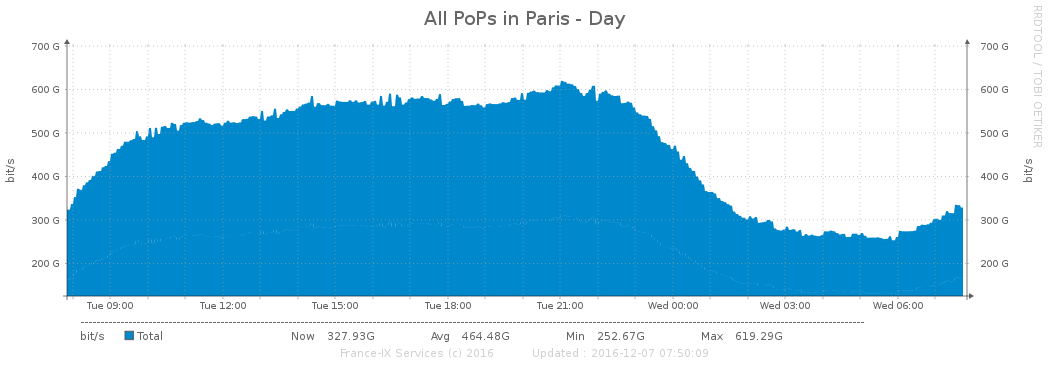 All PoPs in Paris - Day
RRDTOOL / TOBI OETIKER
700 G 700 G
600 G 600 G
500 G 500 G
400 G 400 G
300 G 300 G
200 G 200 G
bit/s bit/s
Tue 09:00 Tue 12:00 Tue 15:00 Tue 18:00 Tue 21:00 Wed 00:00 Wed 03:00 Wed 06:00
bit/s Total Now 327.93G Avg 464.48G Min 252.67G Max 619.29G
France-IX Services (c) 2016 Updated : 2016-12-07 07:50:09